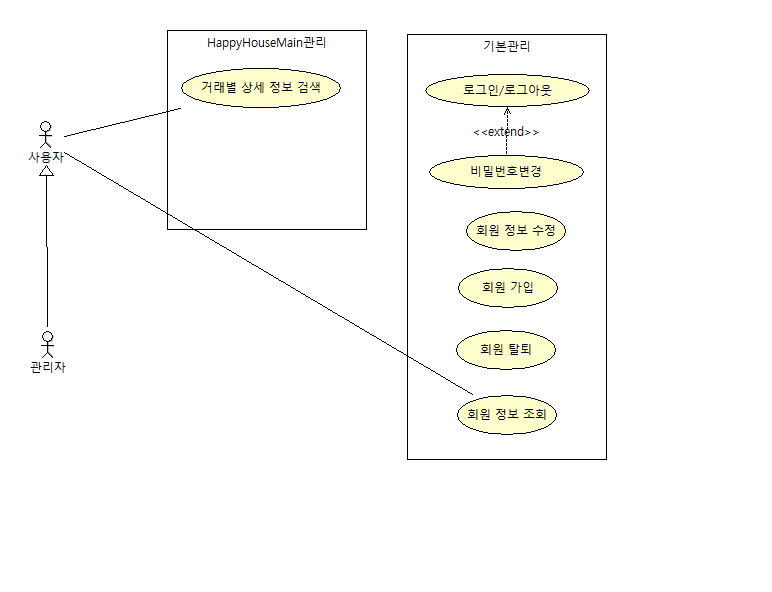 HappyHouseMain관리
거래별 상세 정보 검색
사용자
관리자
기본관리
로그인/로그아웃
<<extend>>
비밀번호변경
회원 정보 수정
회원 가입
회원 탈퇴
회원 정보 조회